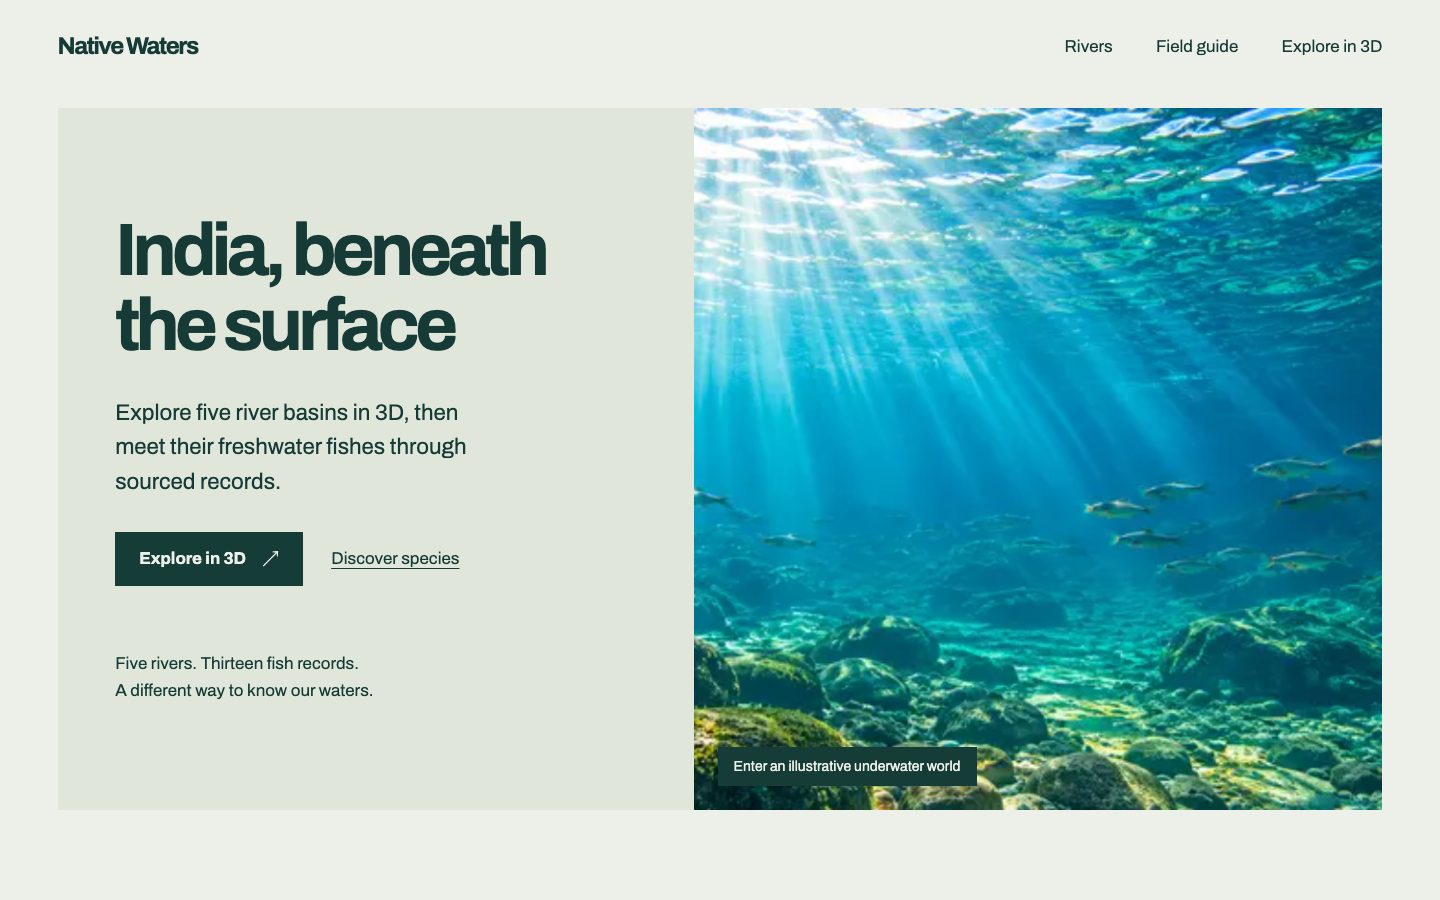 Native Waters
Rivers
Field guide
Explore in 3D
India, beneath
the surface
Explore five river basins in 3D, then
meet their freshwater fishes through
sourced records.
Explore in 3D
Discover species
Five rivers. Thirteen fish records.
A different way to know our waters.
Enter an illustrative underwater world